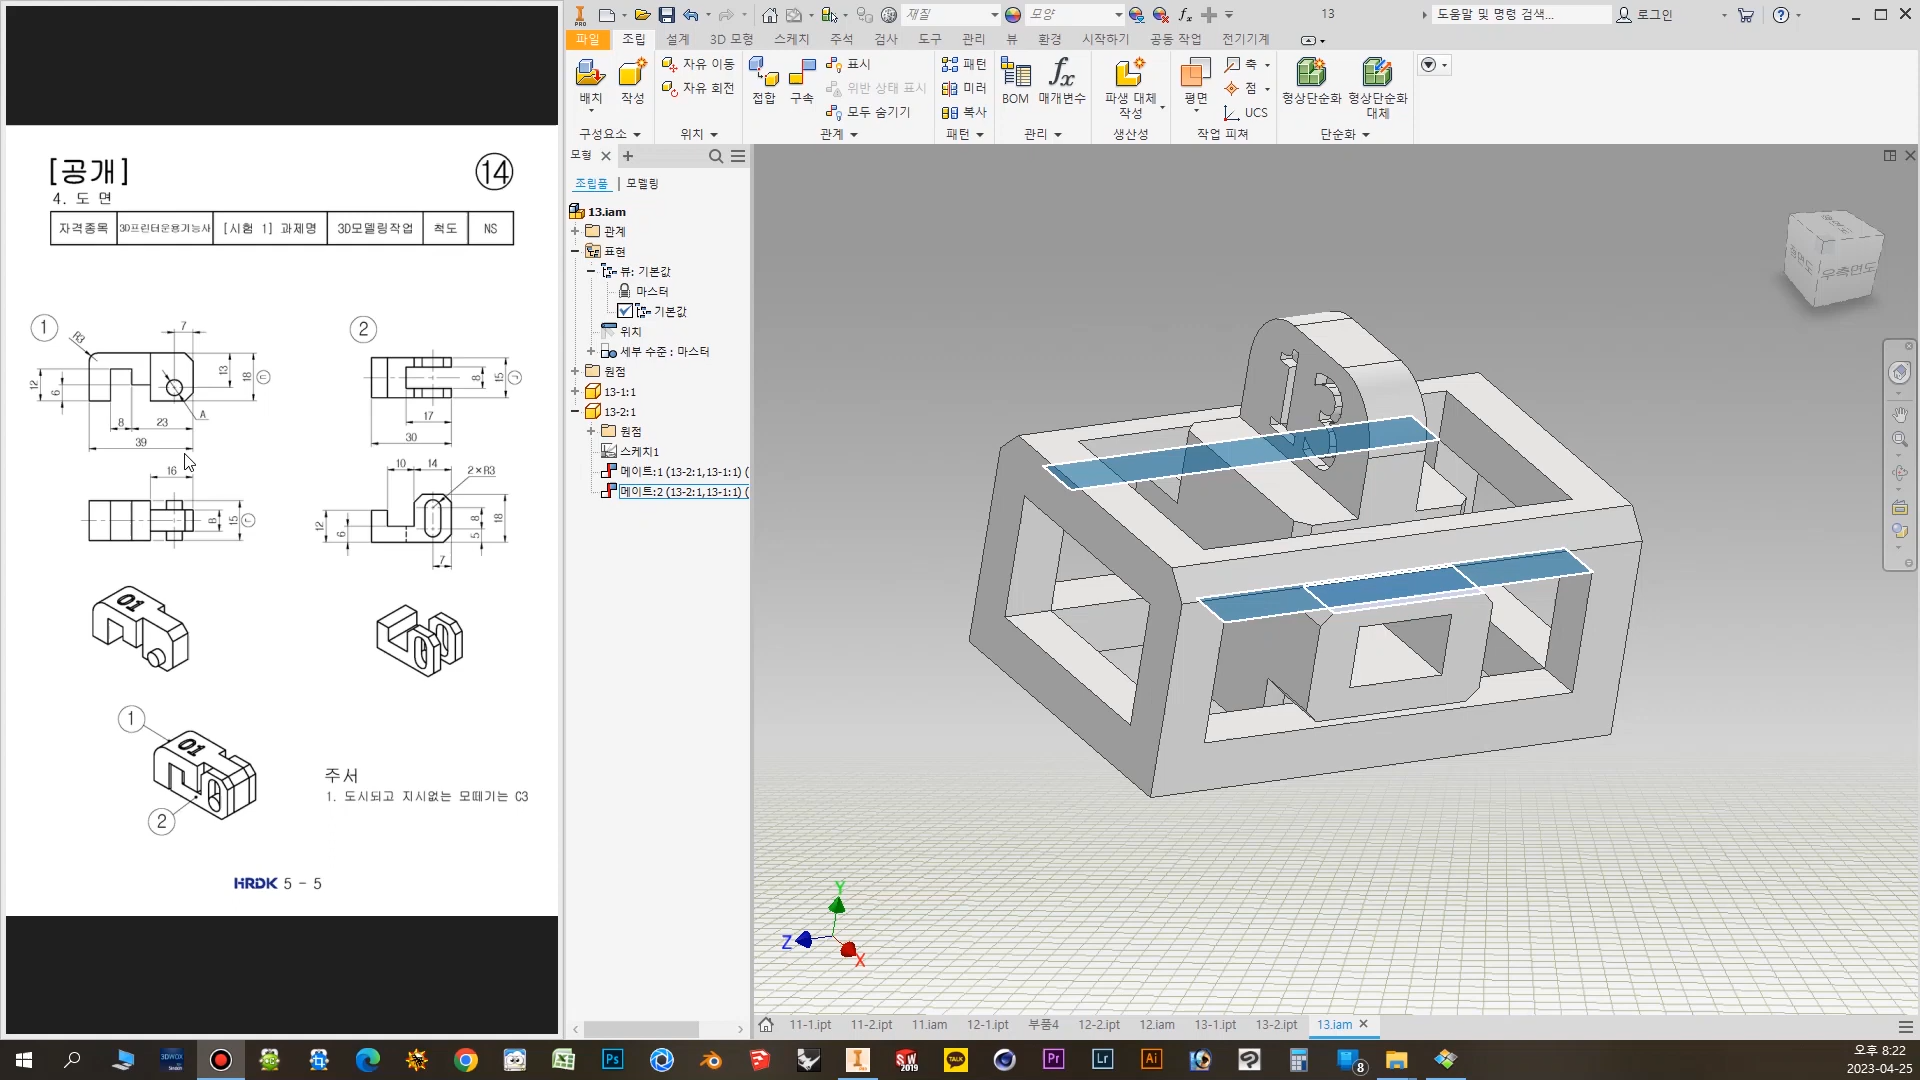 [공개]
14
4. 도 면
자격종목
3D프린터운용기능사
[시험 1] 과제명
3D모델링작업
척도
NS
1
R3
7
12
6
13
18
ㄷ
8
23
A
39
2
8
15
ㄱ
17
30
16
B
15
ㄱ
10
14
2×R3
12
6
8
18
5
7
01
1
01
2
주서
1. 도시되고 지시없는 모떼기는 C3
HRDK 5 - 5
PRO
재질
모양
13
도움말 및 명령 검색...
로그인
파일
조립
설계
3D 모형
스케치
주석
검사
도구
관리
뷰
환경
시작하기
공동 작업
전기기계
배치
작성
자유 이동
자유 회전
접합
구속
표시
위반 상태 표시
모두 숨기기
패턴
미러
복사
BOM
매개변수
파생 대체
작성
평면
축
점
UCS
형상단순화
형상단순화
대체
구성요소
위치
관계
패턴
관리
생산성
작업 피쳐
단순화
모형
조립품
모델링
13.iam
관계
표현
뷰: 기본값
마스터
기본값
위치
세부 수준 : 마스터
원점
13-1:1
13-2:1
원점
스케치1
메이트:1 (13-2:1,13-1:1) (
메이트:2 (13-2:1,13-1:1) (
우측면도
13
Y
Z
X
11-1.ipt
11-2.ipt
11.iam
12-1.ipt
부품4
12-2.ipt
12.iam
13-1.ipt
13-2.ipt
13.iam
3DWOX
Ps
SW
2019
TALK
Pr
Lr
Ai
8
오후 8:22
2023-04-25